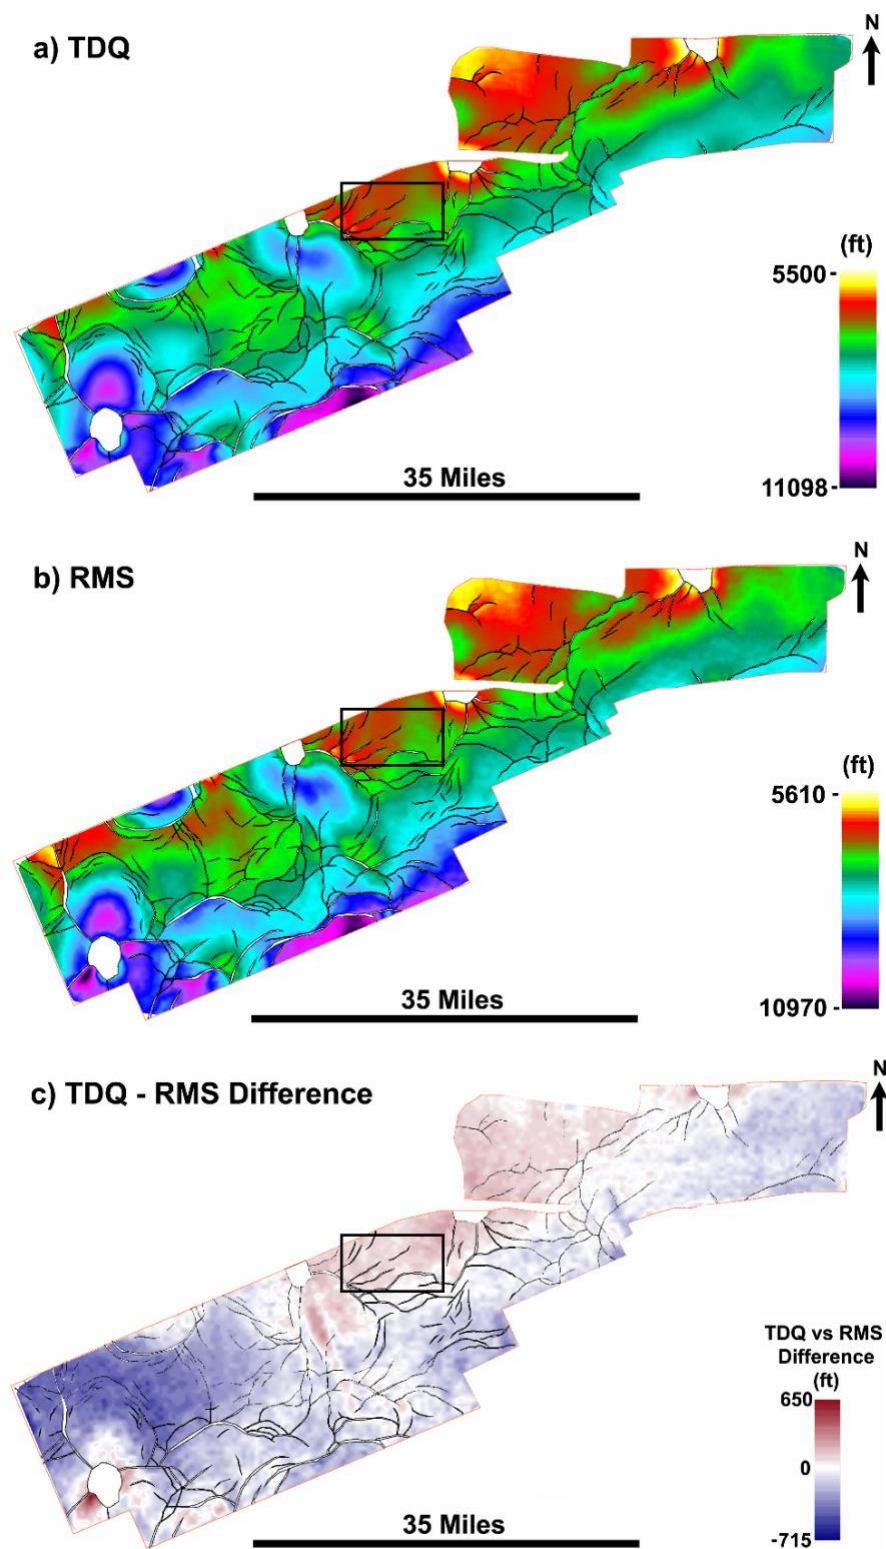 a) TDQ
N
(ft)
5500
11098
35 Miles
b) RMS
N
(ft)
5610
10970
35 Miles
c) TDQ - RMS Difference
N
TDQ vs RMS
Difference
(ft)
650
0
-715
35 Miles